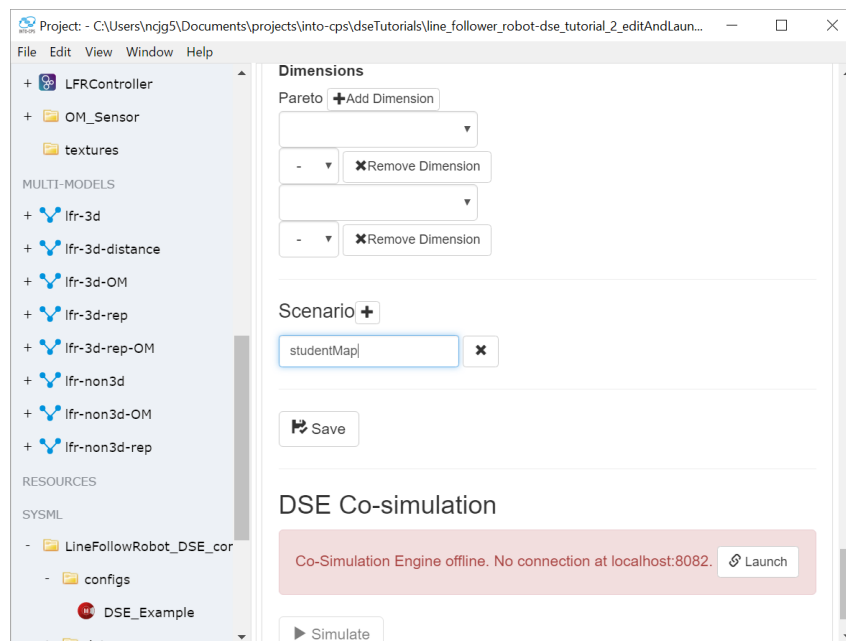 Project: - C:\Users\ncjg5\Documents\projects\into-cps\dseTutorials\line_follower_robot-dse_tutorial_2_editAndLaun...
File Edit View Window Help
+ LFRController
+ OM_Sensor
textures
MULTI-MODELS
+ lfr-3d
+ lfr-3d-distance
+ lfr-3d-OM
+ lfr-3d-rep
+ lfr-3d-rep-OM
+ lfr-non3d
+ lfr-non3d-OM
+ lfr-non3d-rep
RESOURCES
SYSML
- LineFollowRobot_DSE_cor
- configs
DSE_Example
Dimensions
Pareto +Add Dimension
- Remove Dimension
- Remove Dimension
Scenario +
studentMap
Save
DSE Co-simulation
Co-Simulation Engine offline. No connection at localhost:8082. Launch
Simulate